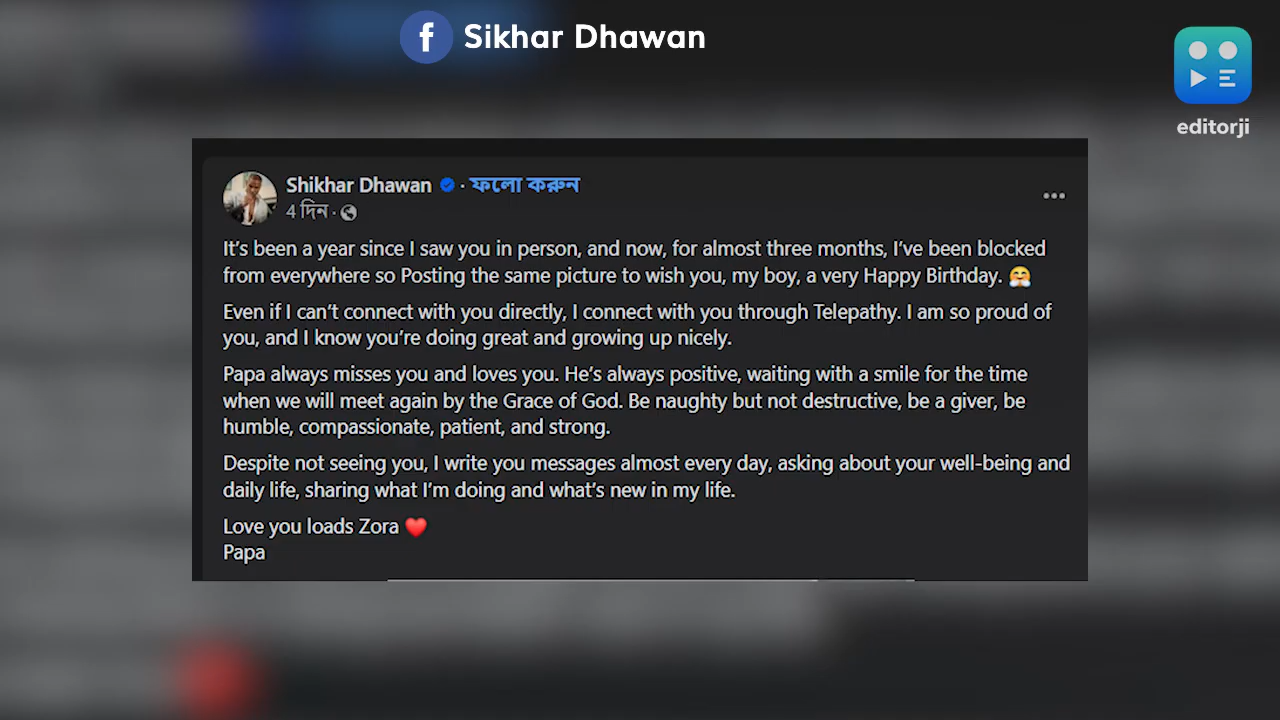 Sikhar Dhawan
editorji
Shikhar Dhawan · ফলো করুন
4 দিন ·
It's been a year since I saw you in person, and now, for almost three months, I've been blocked
from everywhere so Posting the same picture to wish you, my boy, a very Happy Birthday. 🤗
Even if I can't connect with you directly, I connect with you through Telepathy. I am so proud of
you, and I know you're doing great and growing up nicely.
Papa always misses you and loves you. He's always positive, waiting with a smile for the time
when we will meet again by the Grace of God. Be naughty but not destructive, be a giver, be
humble, compassionate, patient, and strong.
Despite not seeing you, I write you messages almost every day, asking about your well-being and
daily life, sharing what I'm doing and what's new in my life.
Love you loads Zora ❤️
Papa